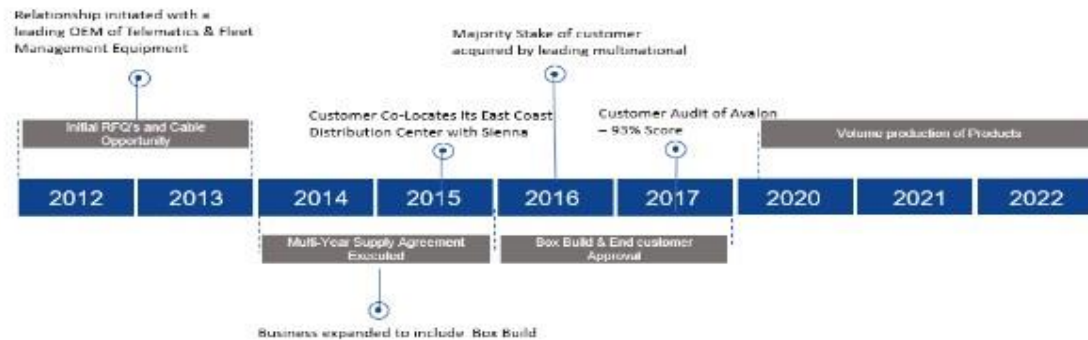 Relationship initiated with a
leading OEM of Telematics & Fleet
Management Equipment
Majority Stake of customer
acquired by leading multinational
Customer Co-Locates Its East Coast
Distribution Center with Sienna
Customer Audit of Avalon
– 93% Score
Initial RFQ's and Cable
Opportunity
Volume production of Products
2012 2013 2014 2015 2016 2017 2020 2021 2022
Multi-Year Supply Agreement
Executed
Box Build & End customer
Approval
Business expanded to include Box Build